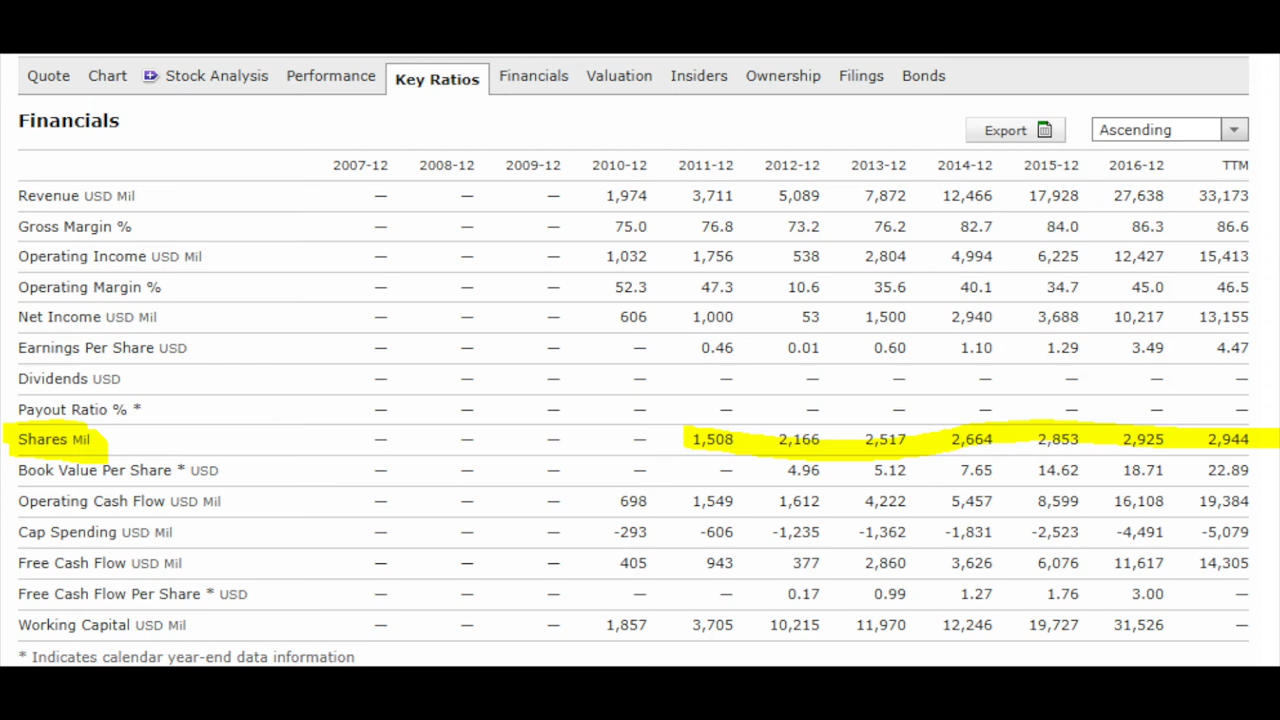 Quote Chart Stock Analysis Performance Key Ratios Financials Valuation Insiders Ownership Filings Bonds
Financials
Export Ascending
2007-12 2008-12 2009-12 2010-12 2011-12 2012-12 2013-12 2014-12 2015-12 2016-12 TTM
Revenue USD Mil — — — 1,974 3,711 5,089 7,872 12,466 17,928 27,638 33,173
Gross Margin % — — — 75.0 76.8 73.2 76.2 82.7 84.0 86.3 86.6
Operating Income USD Mil — — — 1,032 1,756 538 2,804 4,994 6,225 12,427 15,413
Operating Margin % — — — 52.3 47.3 10.6 35.6 40.1 34.7 45.0 46.5
Net Income USD Mil — — — 606 1,000 53 1,500 2,940 3,688 10,217 13,155
Earnings Per Share USD — — — — 0.46 0.01 0.60 1.10 1.29 3.49 4.47
Dividends USD — — — — — — — — — — —
Payout Ratio % * — — — — — — — — — — —
Shares Mil — — — — 1,508 2,166 2,517 2,664 2,853 2,925 2,944
Book Value Per Share * USD — — — — — 4.96 5.12 7.65 14.62 18.71 22.89
Operating Cash Flow USD Mil — — — 698 1,549 1,612 4,222 5,457 8,599 16,108 19,384
Cap Spending USD Mil — — — -293 -606 -1,235 -1,362 -1,831 -2,523 -4,491 -5,079
Free Cash Flow USD Mil — — — 405 943 377 2,860 3,626 6,076 11,617 14,305
Free Cash Flow Per Share * USD — — — — — 0.17 0.99 1.27 1.76 3.00 —
Working Capital USD Mil — — — 1,857 3,705 10,215 11,970 12,246 19,727 31,526 —
* Indicates calendar year-end data information